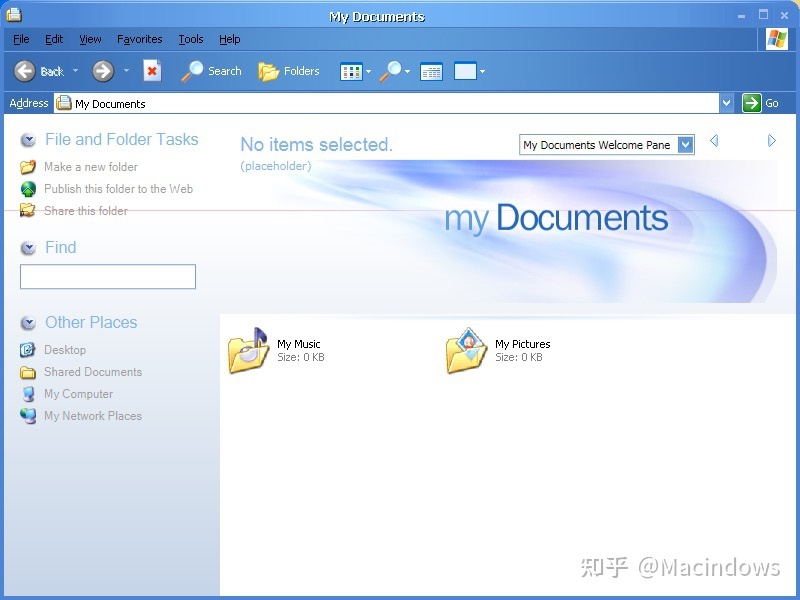 My Documents
File Edit View Favorites Tools Help
Back Search Folders
Address My Documents Go
File and Folder Tasks
Make a new folder
Publish this folder to the Web
Share this folder
Find
Other Places
Desktop
Shared Documents
My Computer
My Network Places
No items selected.
(placeholder)
My Documents Welcome Pane
my Documents
My Music
Size: 0 KB
My Pictures
Size: 0 KB
知乎 @Macindows